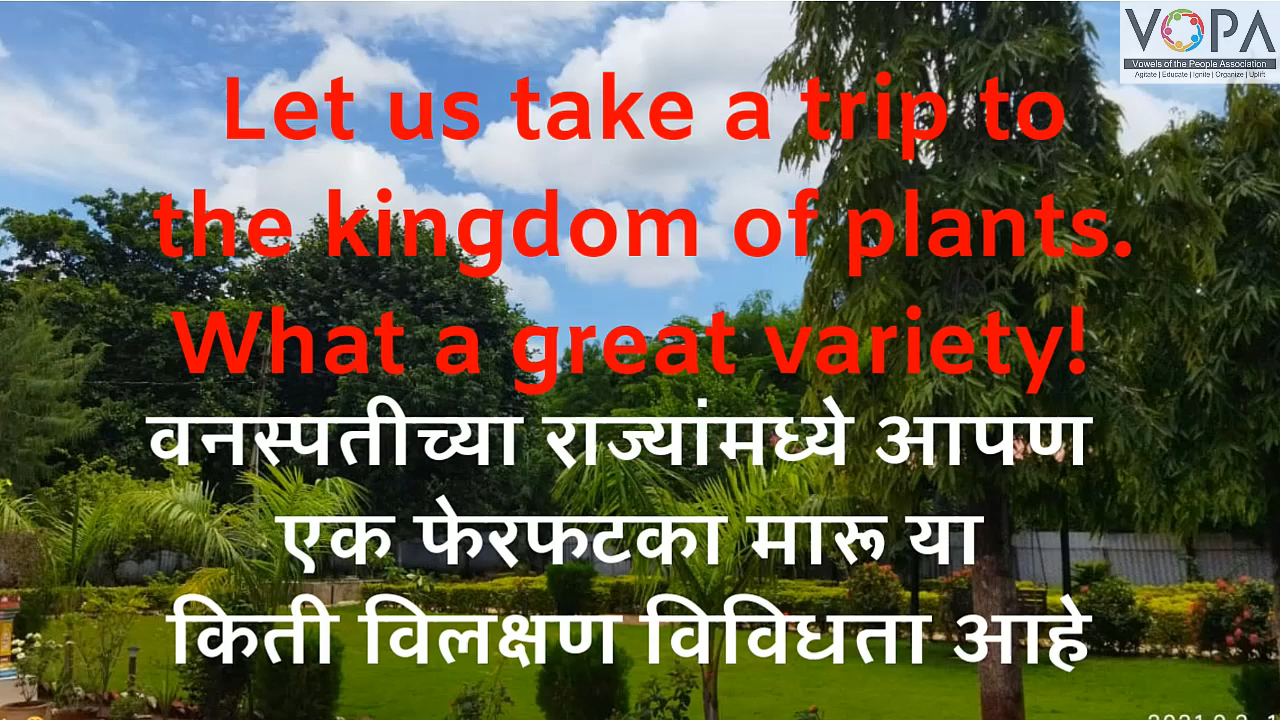 VOPA
Vowels of the People Association
Agitate | Educate | Ignite | Organize | Uplift
Let us take a trip to
the kingdom of plants.
What a great variety!
वनस्पतीच्या राज्यांमध्ये आपण
एक फेरफटका मारू या
किती विलक्षण विविधता आहे